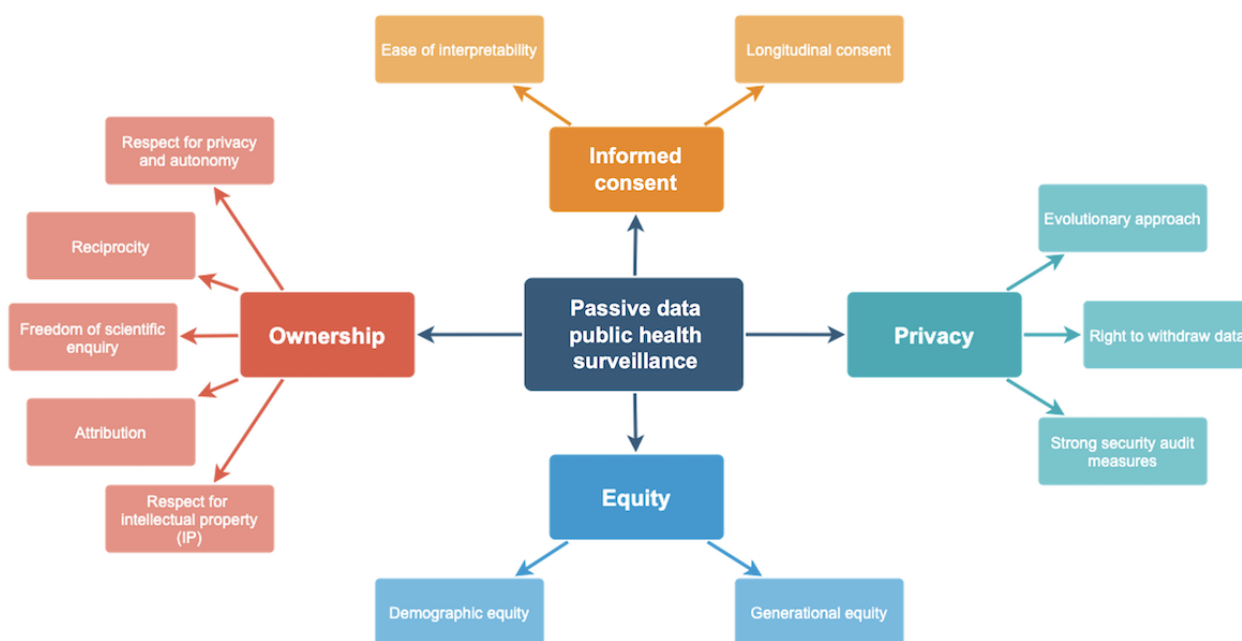 Ease of interpretability
Longitudinal consent
Informed
consent
Respect for privacy
and autonomy
Reciprocity
Freedom of scientific
enquiry
Attribution
Respect for
intellectual property
(IP)
Ownership
Passive data
public health
surveillance
Privacy
Evolutionary approach
Right to withdraw data
Strong security audit
measures
Equity
Demographic equity
Generational equity